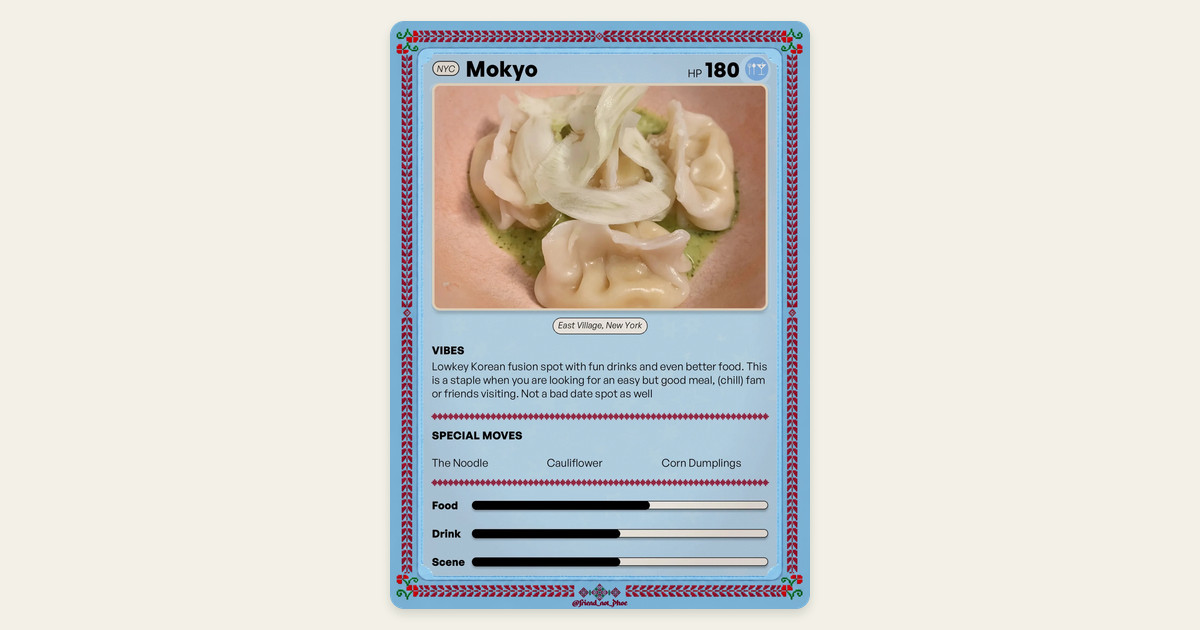 NYC Mokyo HP 180
East Village, New York
VIBES
Lowkey Korean fusion spot with fun drinks and even better food. This
is a staple when you are looking for an easy but good meal, (chill) fam
or friends visiting. Not a bad date spot as well
SPECIAL MOVES
The Noodle Cauliflower Corn Dumplings
Food
Drink
Scene
@friend_not_phoe